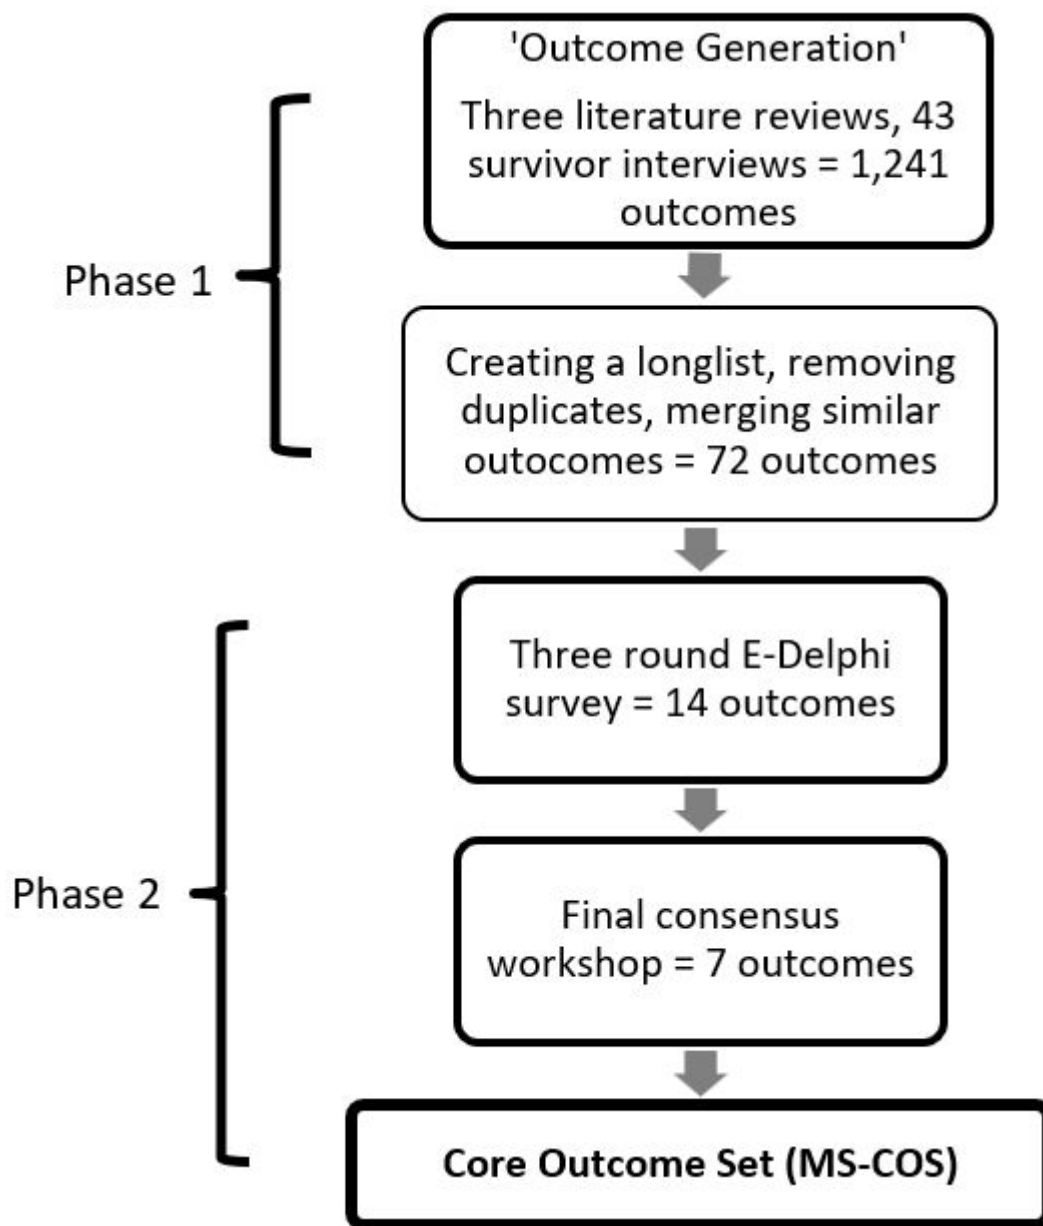 'Outcome Generation'
Three literature reviews, 43
survivor interviews = 1,241
outcomes
Phase 1
Creating a longlist, removing
duplicates, merging similar
outocomes = 72 outcomes
Three round E-Delphi
survey = 14 outcomes
Phase 2
Final consensus
workshop = 7 outcomes
Core Outcome Set (MS-COS)